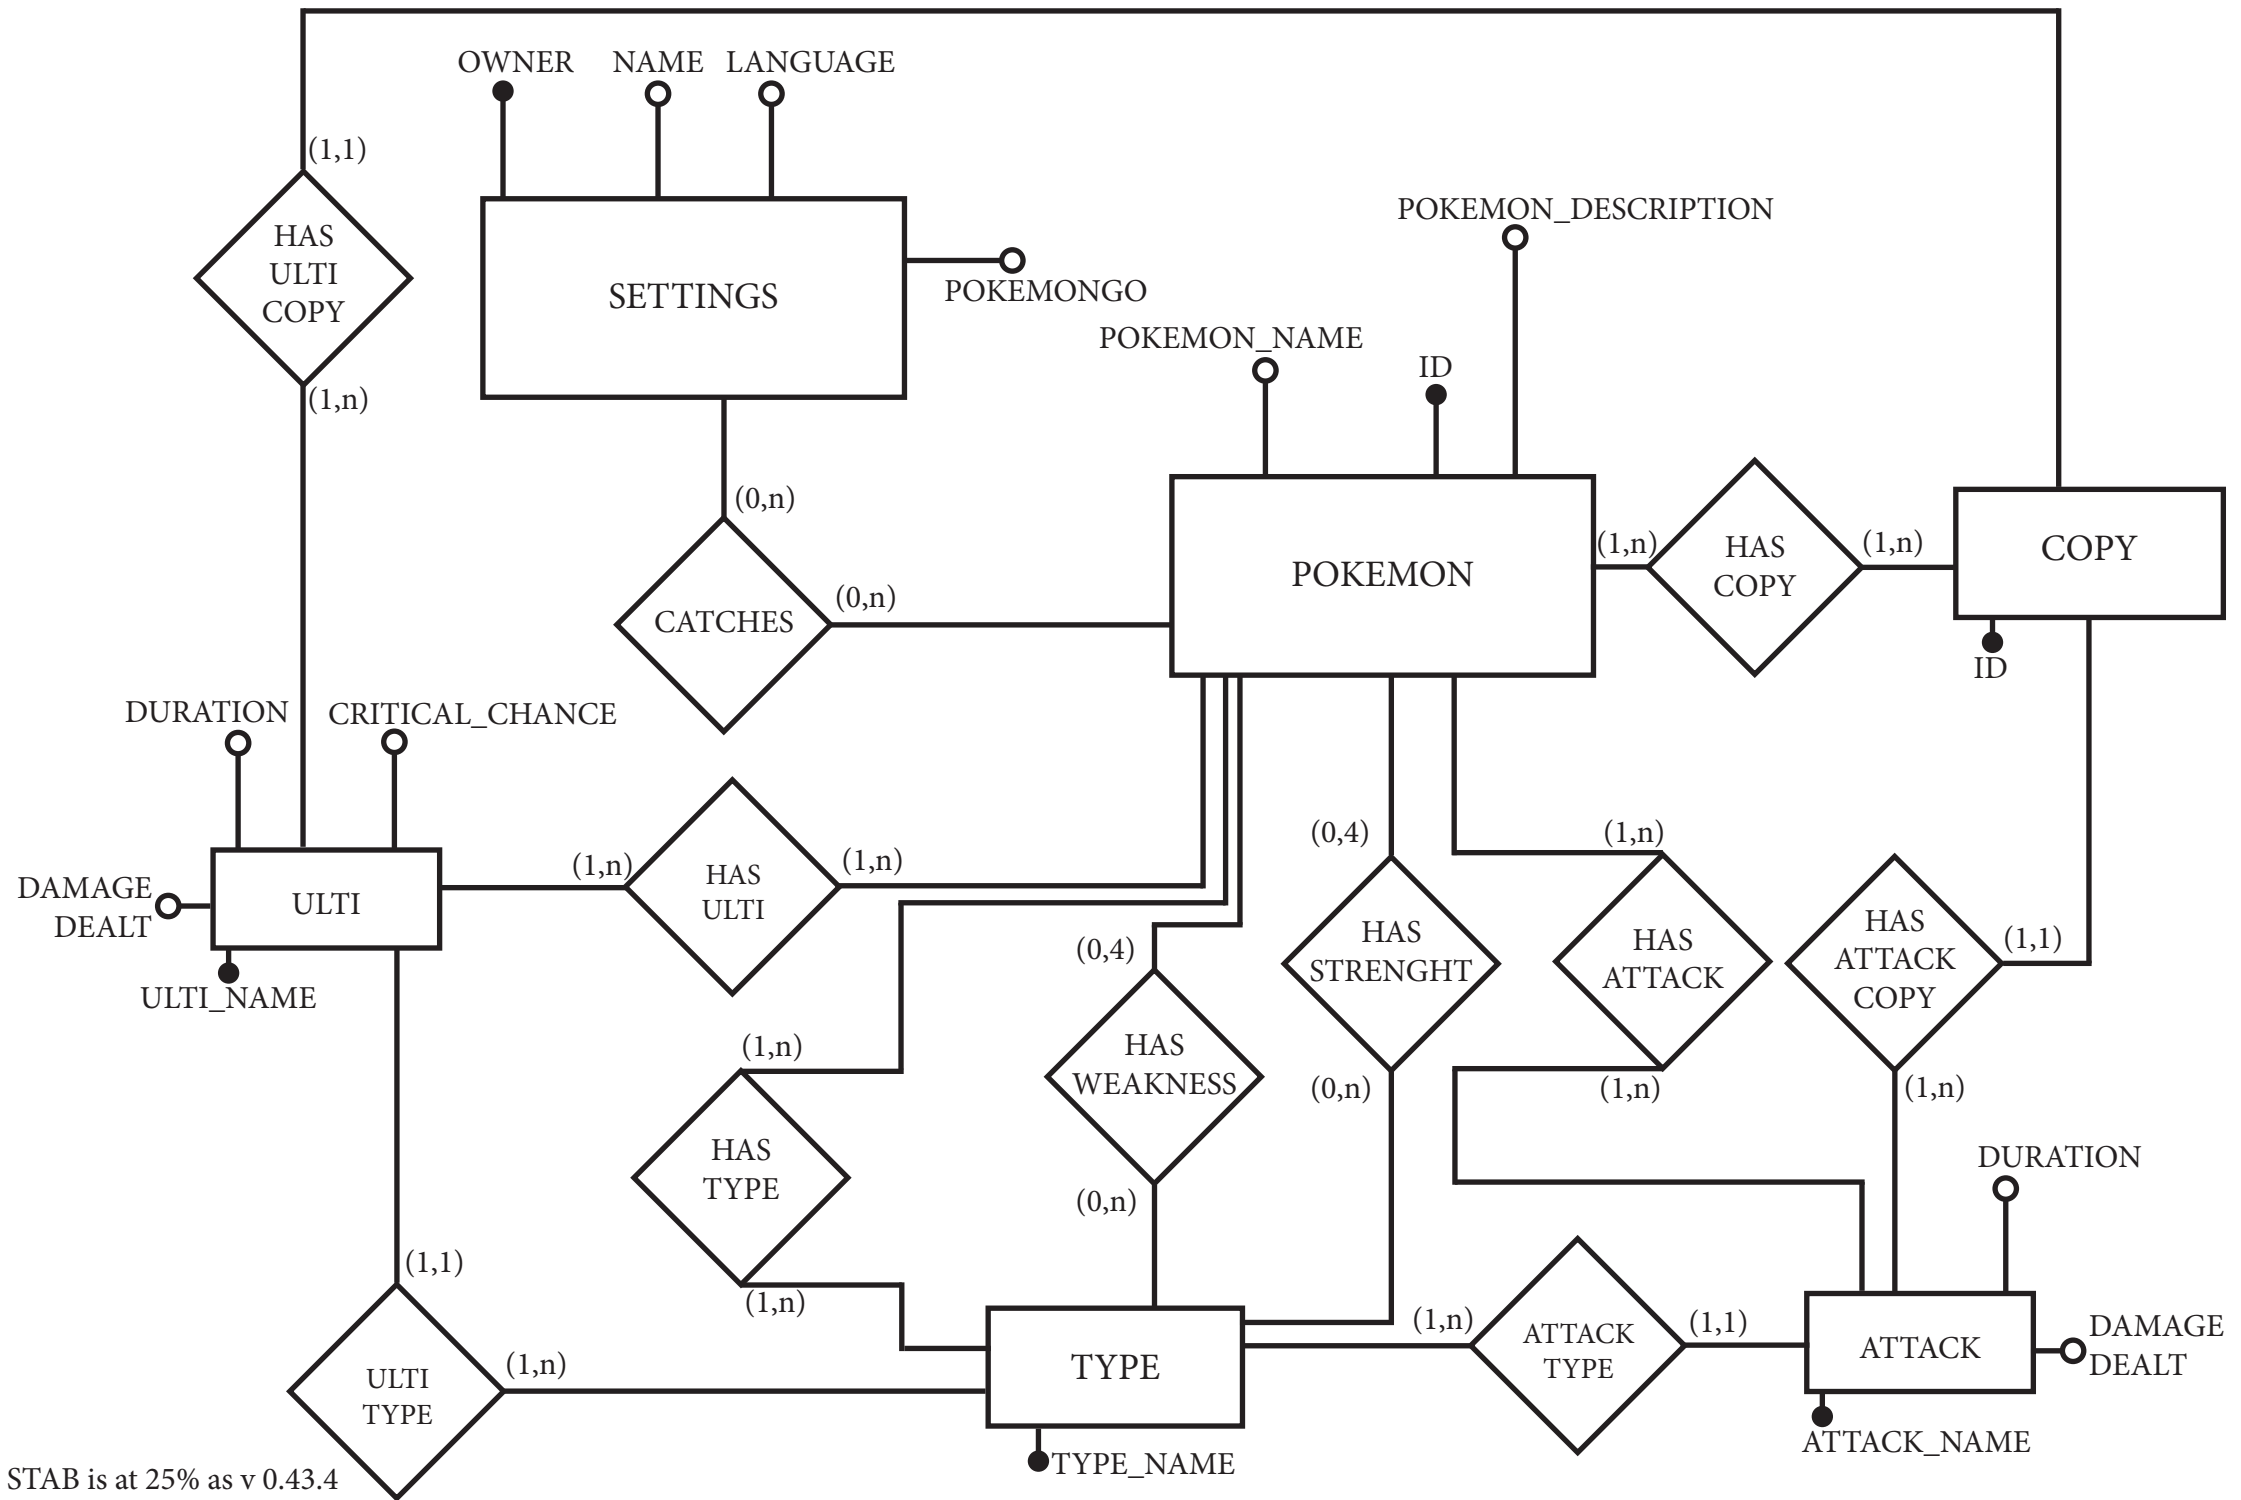 OWNER
NAME
LANGUAGE
(1,1)
HAS
ULTI
COPY
(1,n)
SETTINGS
POKEMONGO
POKEMON_DESCRIPTION
POKEMON_NAME
ID
(0,n)
CATCHES
(0,n)
POKEMON
(1,n)
HAS
COPY
(1,n)
COPY
ID
DURATION
CRITICAL_CHANCE
DAMAGE
DEALT
ULTI
ULTI_NAME
(1,n)
HAS
ULTI
(1,n)
(0,4)
HAS
STRENGHT
(0,n)
(1,n)
HAS
ATTACK
(1,n)
HAS
ATTACK
COPY
(1,1)
(1,n)
(0,4)
HAS
WEAKNESS
(0,n)
(1,n)
HAS
TYPE
(1,n)
(1,1)
ULTI
TYPE
(1,n)
TYPE
TYPE_NAME
(1,n)
ATTACK
TYPE
(1,1)
DURATION
ATTACK
DAMAGE
DEALT
ATTACK_NAME
STAB is at 25% as v 0.43.4